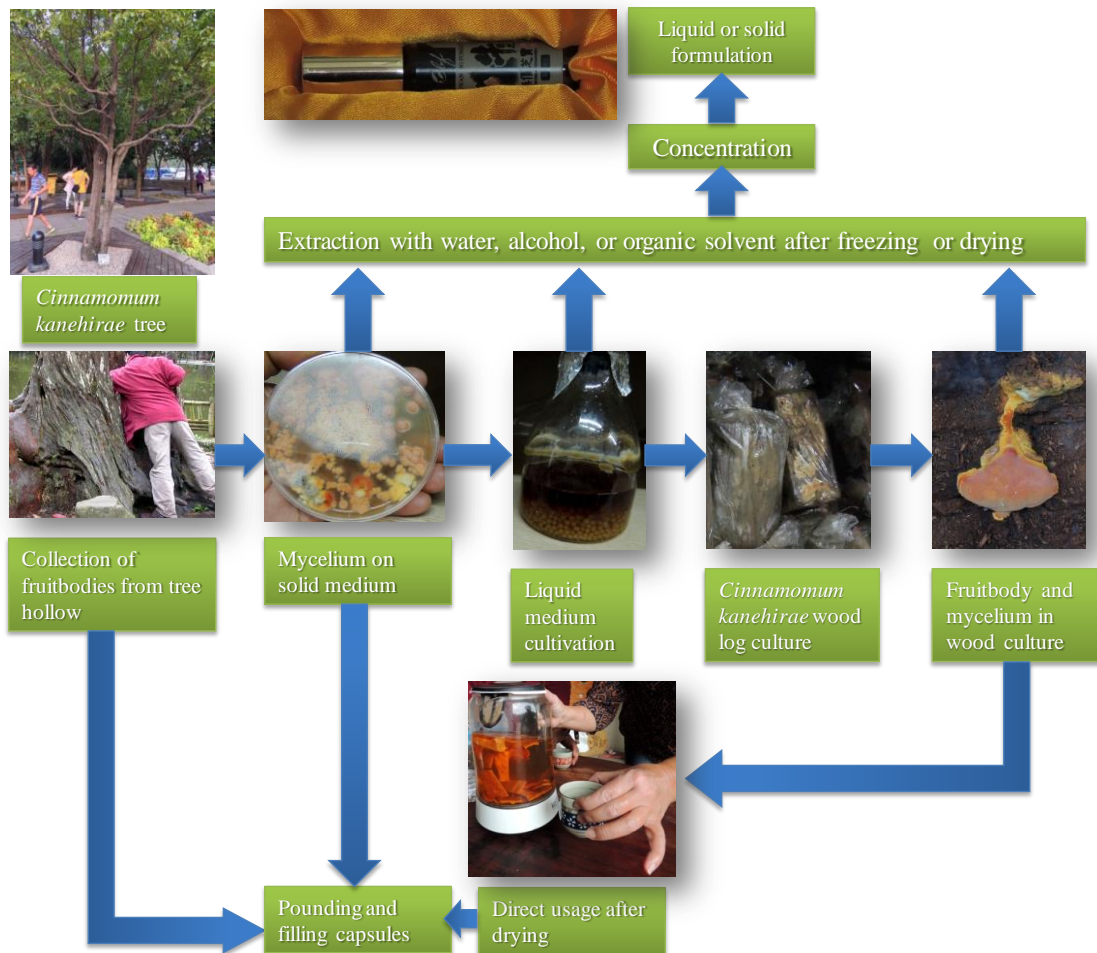 Liquid or solid
formulation
Concentration
Extraction with water, alcohol, or organic solvent after freezing or drying
Cinnamomum
kanehirae tree
Collection of
fruitbodies from tree
hollow
Mycelium on
solid medium
Liquid
medium
cultivation
Cinnamomum
kanehirae wood
log culture
Fruitbody and
mycelium in
wood culture
Pounding and
filling capsules
Direct usage after
drying